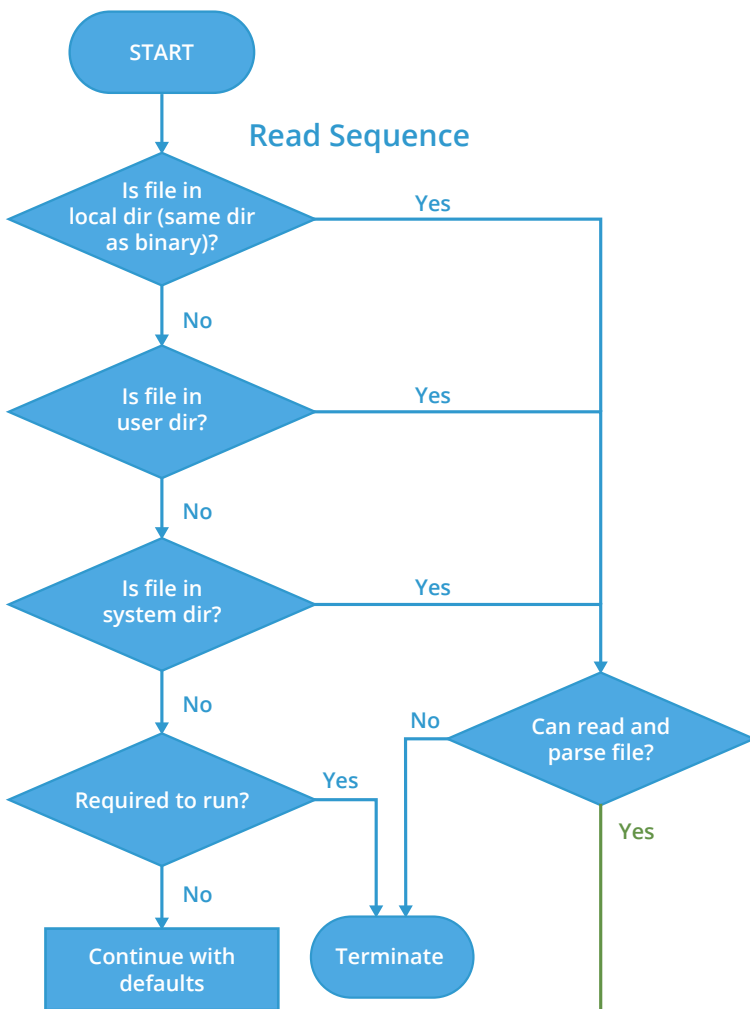 START
Read Sequence
Is file in
local dir (same dir
as binary)?
Yes
No
Is file in
user dir?
Yes
No
Is file in
system dir?
Yes
No
Can read and
parse file?
No
Yes
Required to run?
Yes
No
Continue with
defaults
Terminate